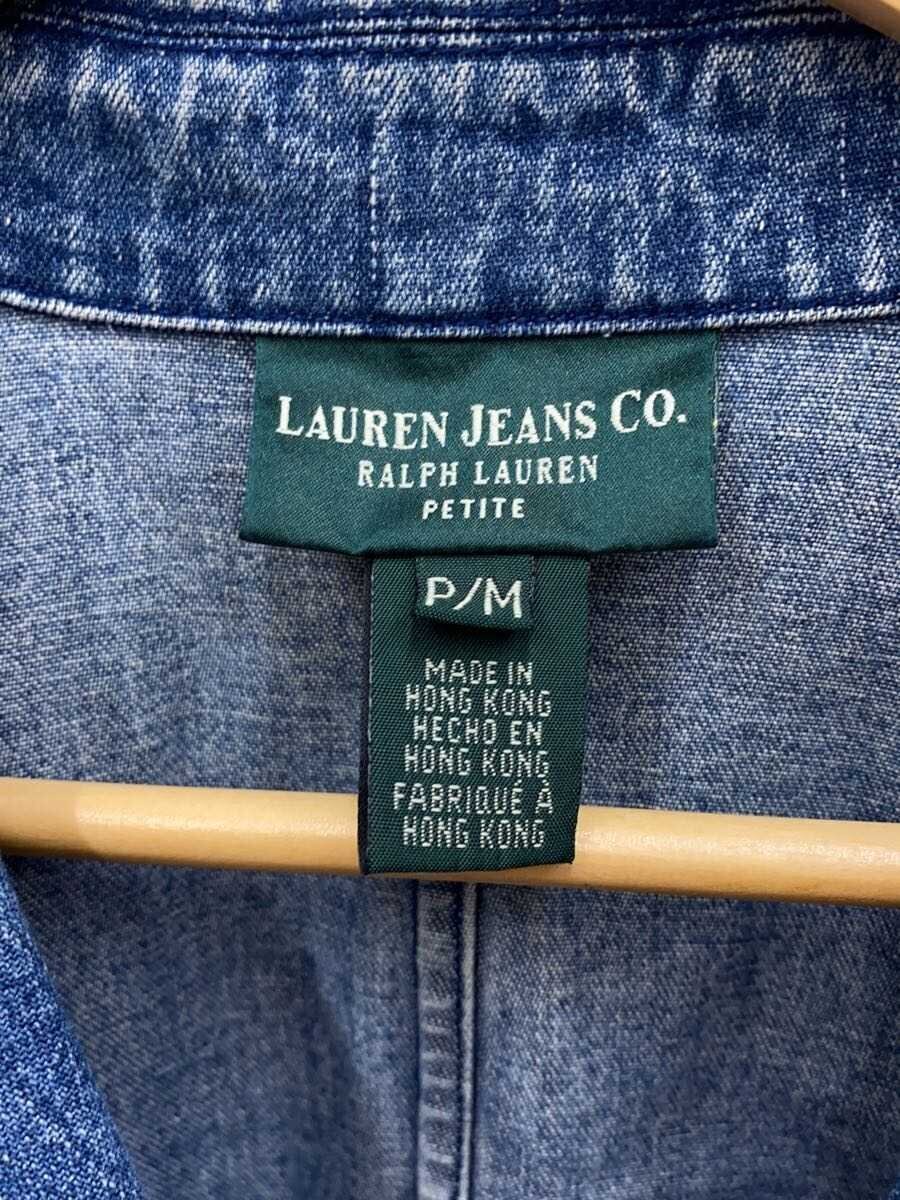 LAUREN JEANS CO.
RALPH LAUREN
PETITE
P/M
MADE IN
HONG KONG
HECHO EN
HONG KONG
FABRIQUÉ À
HONG KONG